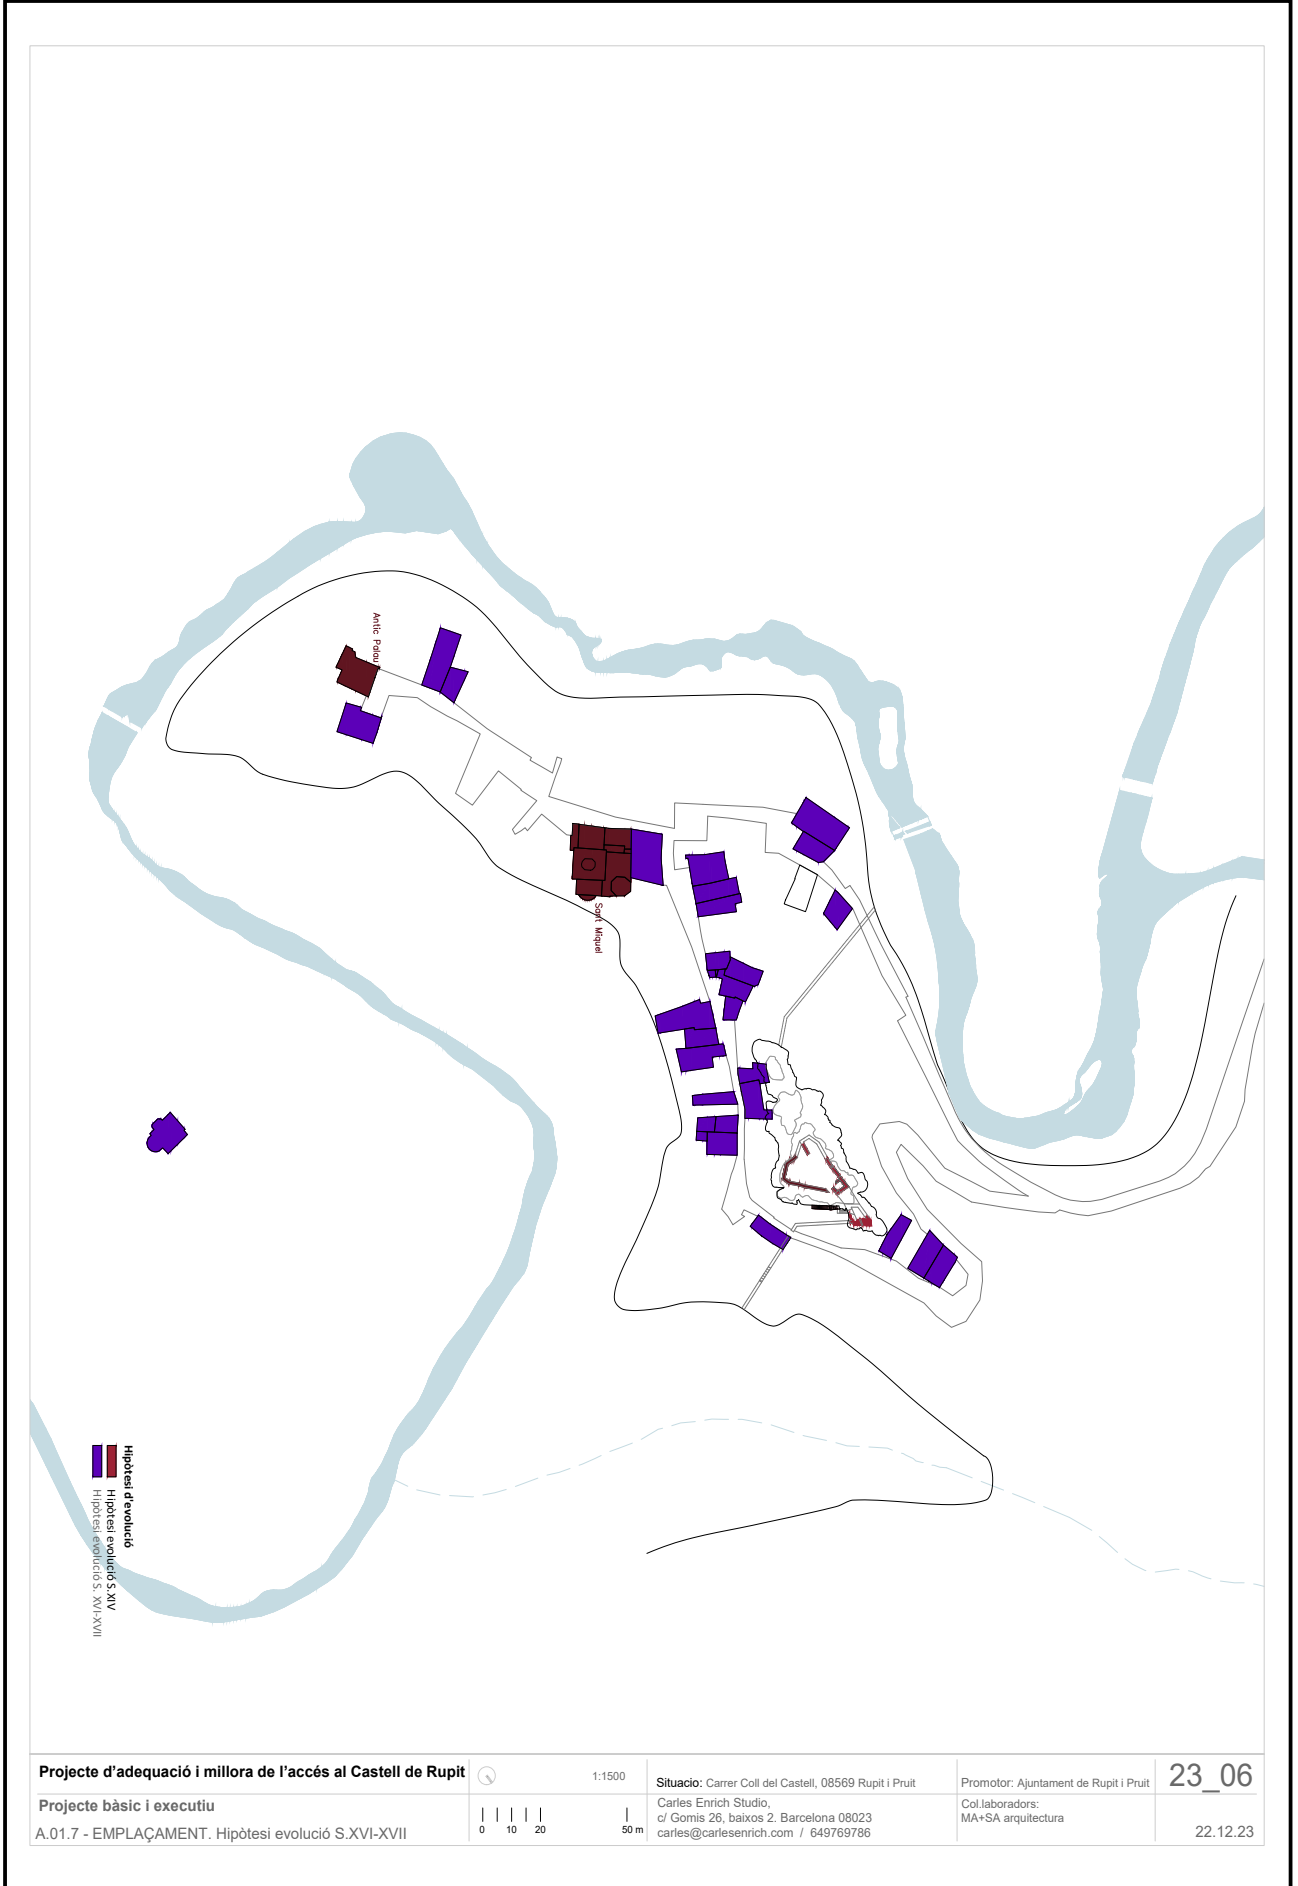 Antic Palau
Sant Miquel
Hipòtesi d'evolució
Hipòtesi evolució S.XIV
Hipòtesi evolució S. XVI-XVII
Projecte d'adequació i millora de l'accés al Castell de Rupit
Projecte bàsic i executiu
A.01.7 - EMPLAÇAMENT. Hipòtesi evolució S.XVI-XVII
1:1500
0 10 20 50 m
Situacio: Carrer Coll del Castell, 08569 Rupit i Pruit
Carles Enrich Studio,
c/ Gomis 26, baixos 2. Barcelona 08023
carles@carlesenrich.com / 649769786
Promotor: Ajuntament de Rupit i Pruit
Col.laboradors:
MA+SA arquitectura
23_06
22.12.23